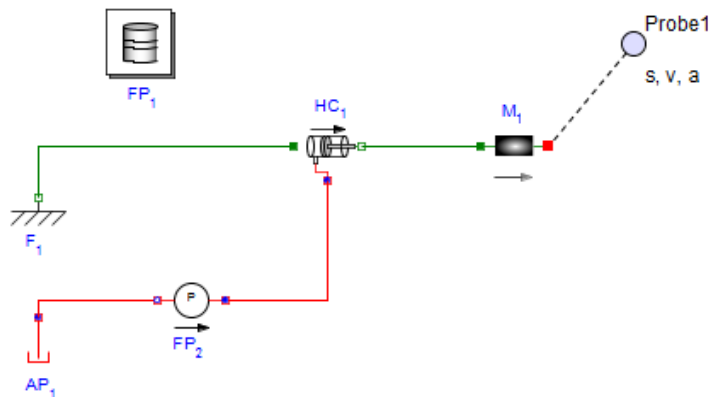 Probe1
s, v, a
FP₁
HC₁
M₁
F₁
P
FP₂
AP₁